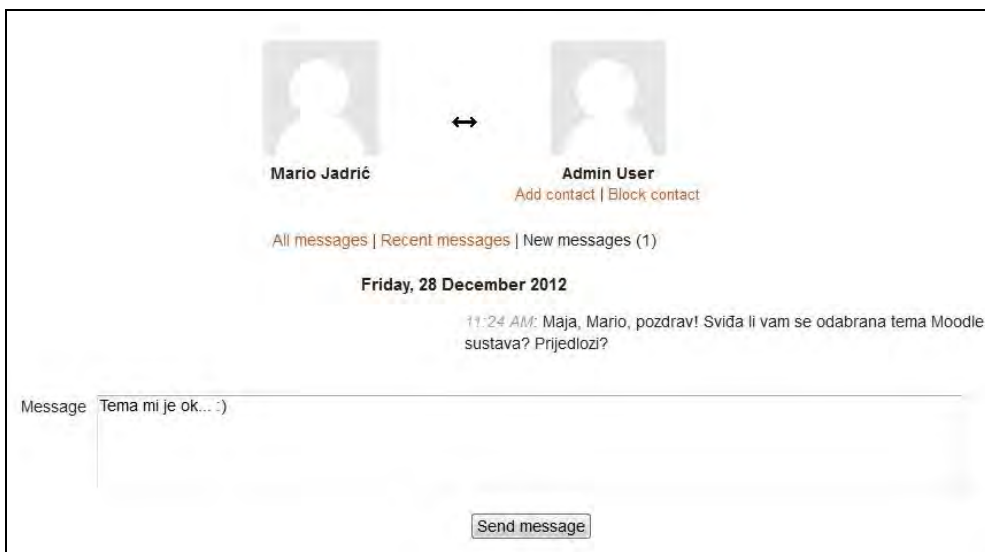 Mario Jadrić
Admin User
Add contact | Block contact
All messages | Recent messages | New messages (1)
Friday, 28 December 2012
11:24 AM: Maja, Mario, pozdrav! Sviđa li vam se odabrana tema Moodle
sustava? Prijedlozi?
Message
Tema mi je ok... :)
Send message